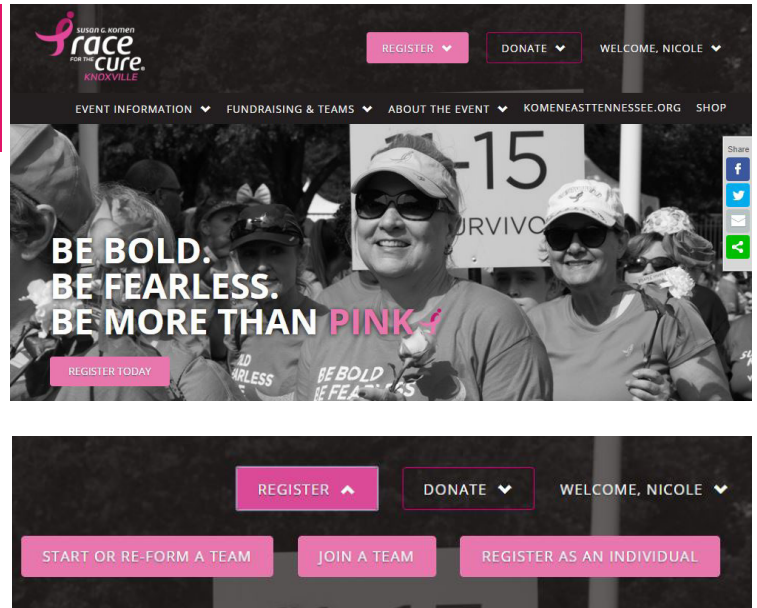 SUSAN G. KOMEN
race
FOR THE CURE®
KNOXVILLE
REGISTER
DONATE
WELCOME, NICOLE
EVENT INFORMATION
FUNDRAISING & TEAMS
ABOUT THE EVENT
KOMENEASTTENNESSEE.ORG
SHOP
Share
-15
URVIVO
BE BOLD.
BE FEARLESS.
BE MORE THAN PINK
REGISTER TODAY
BE BOLD
REGISTER
DONATE
WELCOME, NICOLE
START OR RE-FORM A TEAM
JOIN A TEAM
REGISTER AS AN INDIVIDUAL